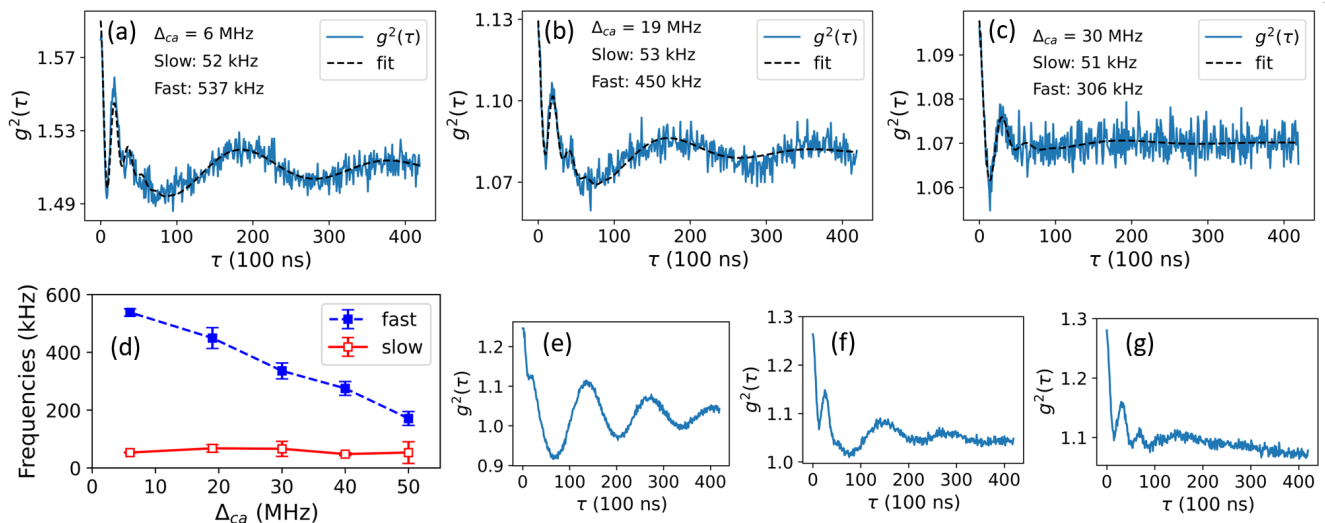 (a)
Δca = 6 MHz
Slow: 52 kHz
Fast: 537 kHz
g²(τ)
fit
1.57
1.53
1.49
g²(τ)
0 100 200 300 400
τ (100 ns)
(b)
Δca = 19 MHz
Slow: 53 kHz
Fast: 450 kHz
g²(τ)
fit
1.13
1.10
1.07
g²(τ)
0 100 200 300 400
τ (100 ns)
(c)
Δca = 30 MHz
Slow: 51 kHz
Fast: 306 kHz
g²(τ)
fit
1.09
1.08
1.07
1.06
g²(τ)
0 100 200 300 400
τ (100 ns)
(d)
fast
slow
600
400
200
0
Frequencies (kHz)
0 10 20 30 40 50
Δca (MHz)
(e)
1.2
1.1
1.0
0.9
g²(τ)
0 100 200 300 400
τ (100 ns)
(f)
1.3
1.2
1.1
1.0
g²(τ)
0 100 200 300 400
τ (100 ns)
(g)
1.3
1.2
1.1
g²(τ)
0 100 200 300 400
τ (100 ns)